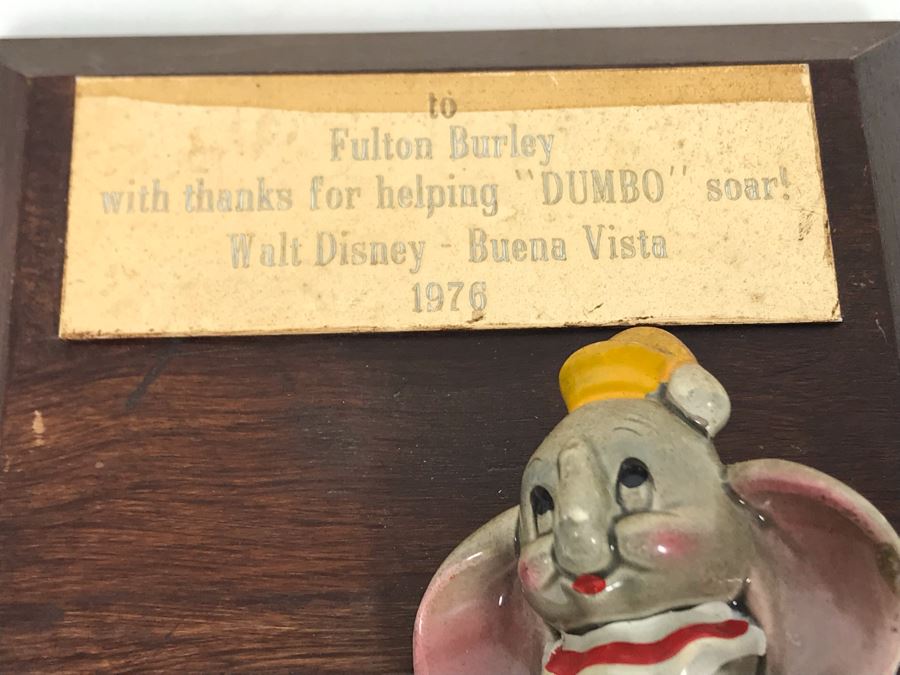 to
Fulton Burley
with thanks for helping "DUMBO" soar!
Walt Disney - Buena Vista
1976